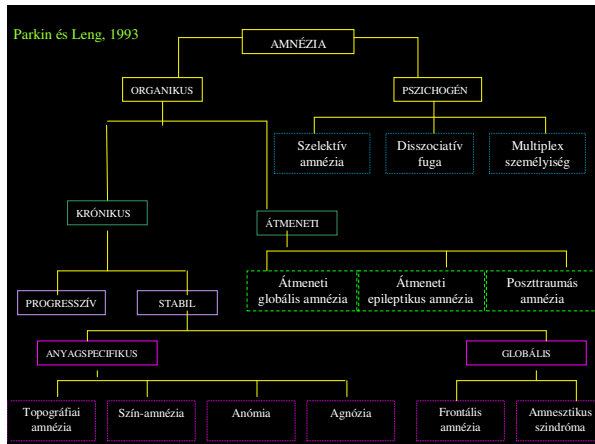 Parkin és Leng, 1993
AMNÉZIA
ORGANIKUS
PSZICHOGÉN
Szelektív
amnézia
Disszociatív
fuga
Multiplex
személyiség
KRÓNIKUS
ÁTMENETI
PROGRESSZÍV
STABIL
Átmeneti
globális amnézia
Átmeneti
epileptikus amnézia
Poszttraumás
amnézia
ANYAGSPECIFIKUS
GLOBÁLIS
Topográfiai
amnézia
Szín-amnézia
Anómia
Agnózia
Frontális
amnézia
Amnesztikus
szindróma